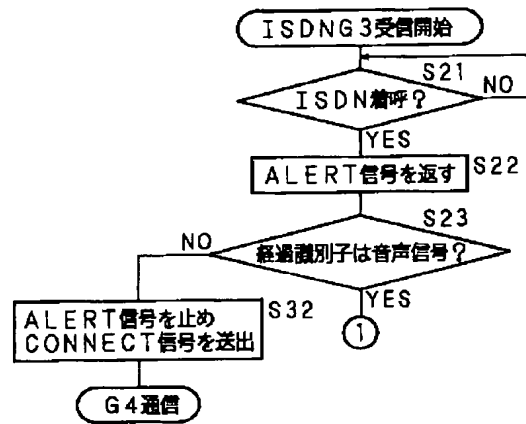 ISDNG3受信開始
S21
ISDN着呼?
NO
YES
ALERT信号を返す
S22
S23
経過識別子は音声信号?
NO
YES
①
ALERT信号を止め
CONNECT信号を送出
S32
G4通信